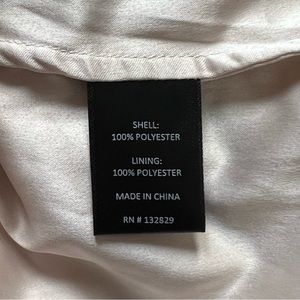 SHELL:
100% POLYESTER
LINING:
100% POLYESTER
MADE IN CHINA
RN # 132829